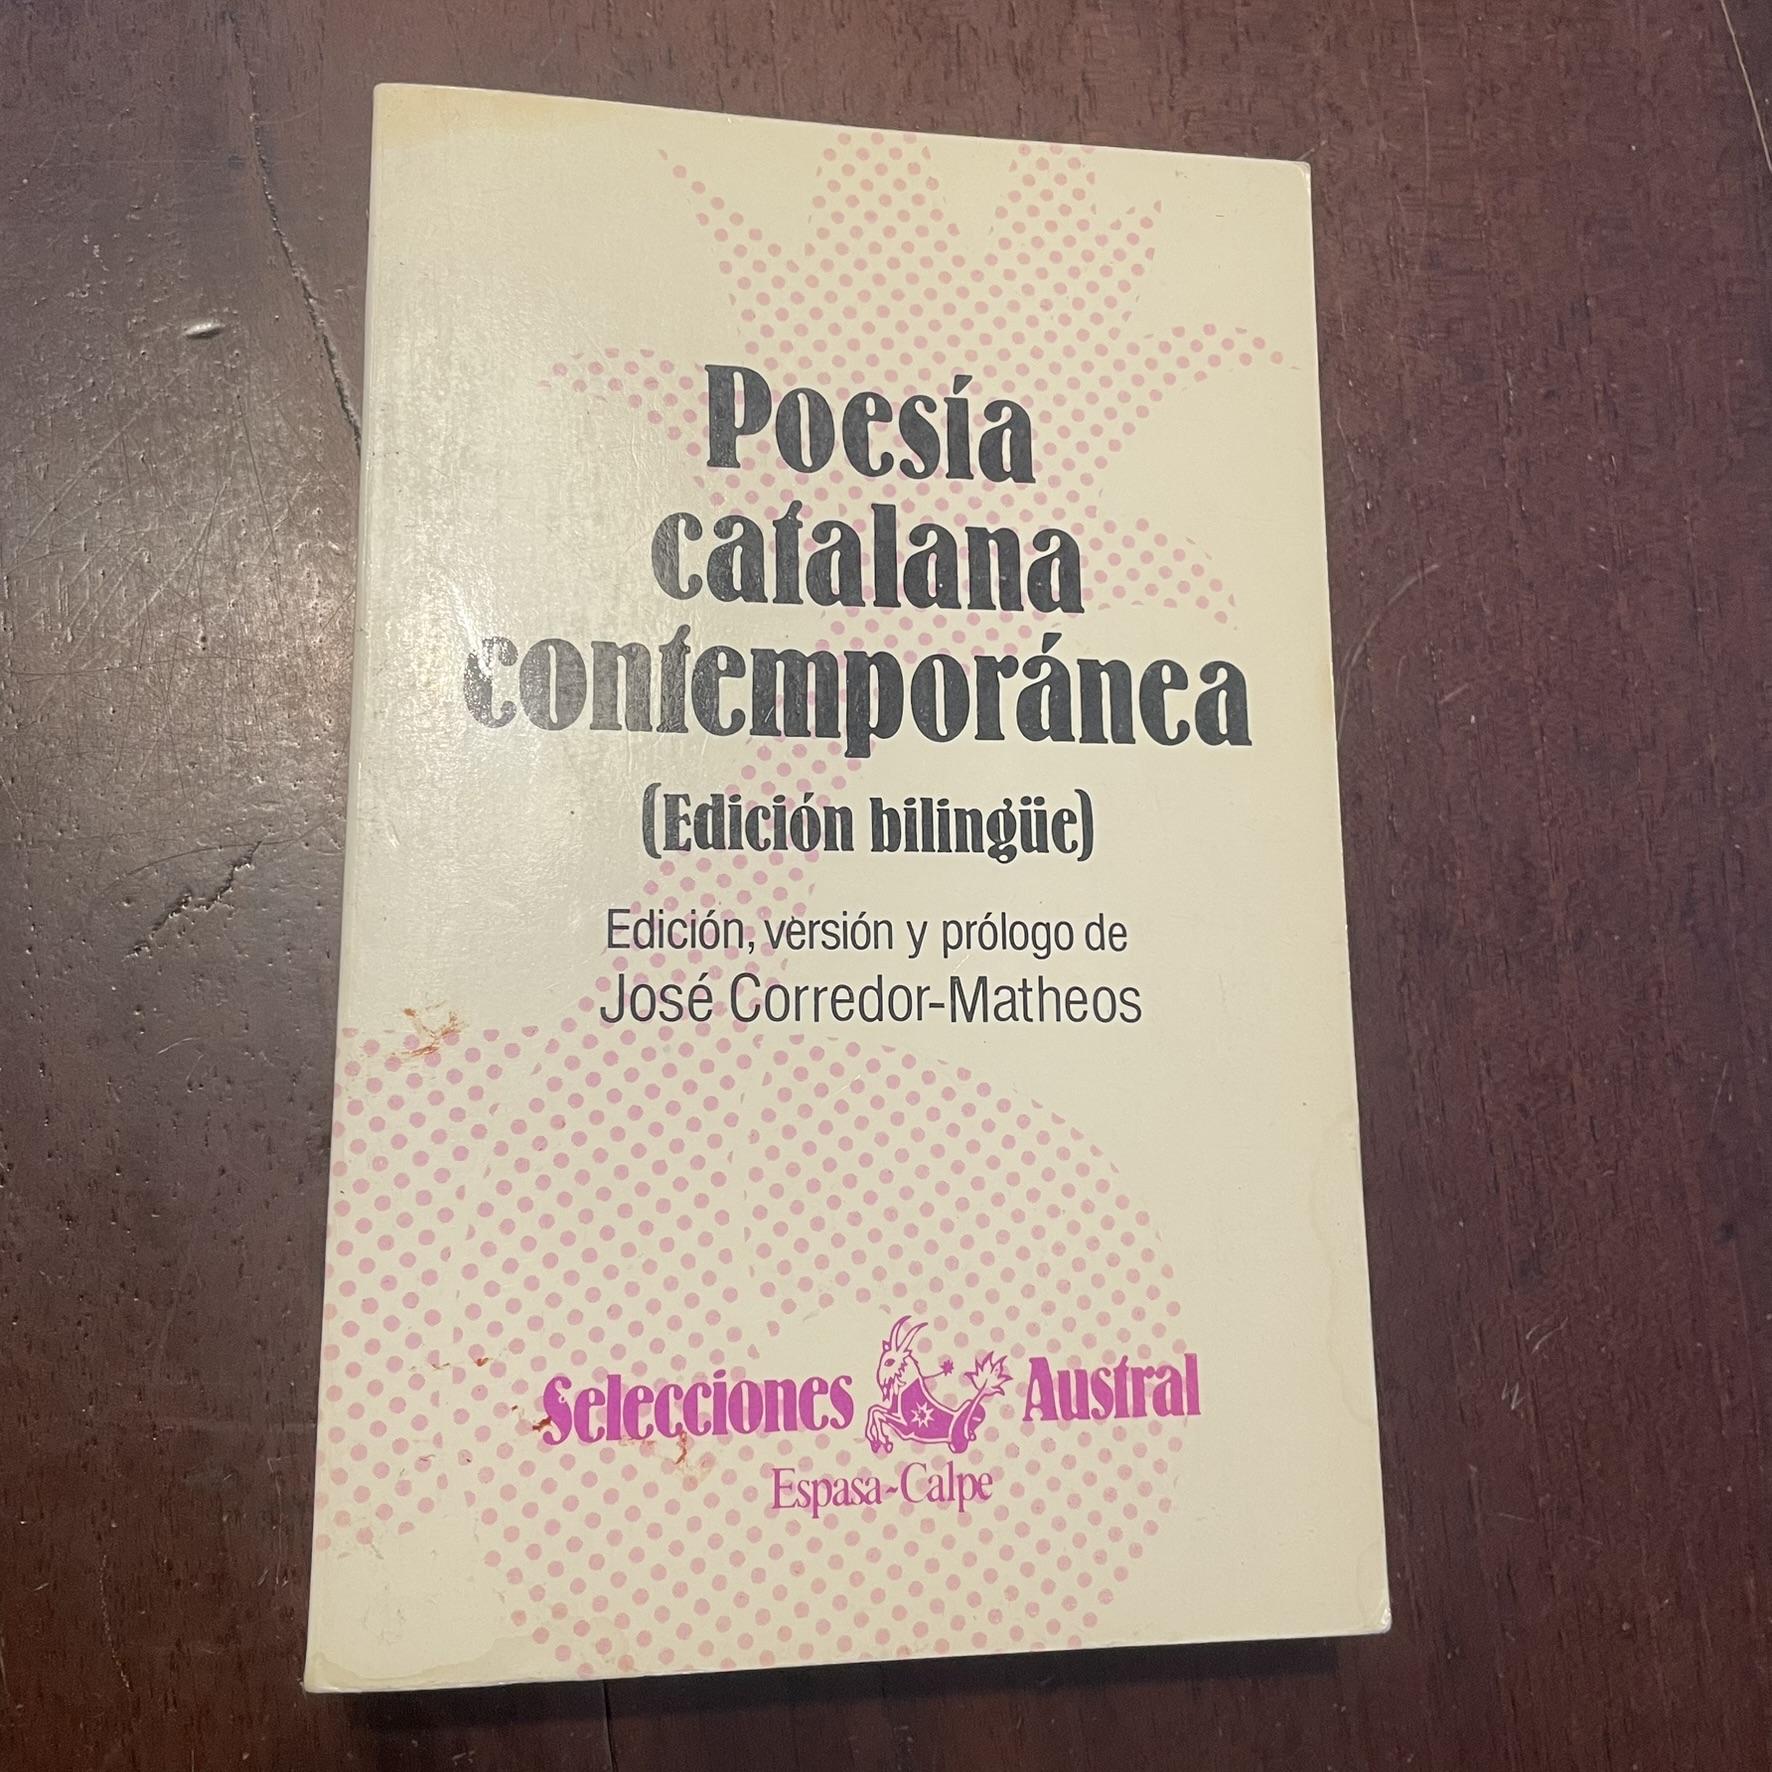 Poesía
catalana
contemporánea
(Edición bilingüe)
Edición, versión y prólogo de
José Corredor-Matheos
Selecciones Austral
Espasa-Calpe